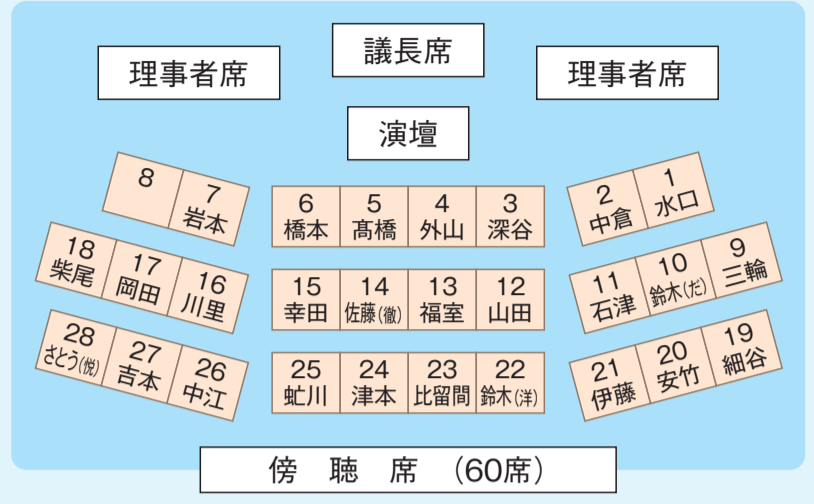 議長席
理事者席
理事者席
演壇
8
7
岩本
6
橋本
5
髙橋
4
外山
3
深谷
2
中倉
1
水口
18
柴尾
17
岡田
16
川里
15
幸田
14
佐藤(徹)
13
福室
12
山田
11
石津
10
鈴木(だ)
9
三輪
28
さとう(悦)
27
吉本
26
中江
25
虻川
24
津本
23
比留間
22
鈴木(洋)
21
伊藤
20
安竹
19
細谷
傍 聴 席 (60席)